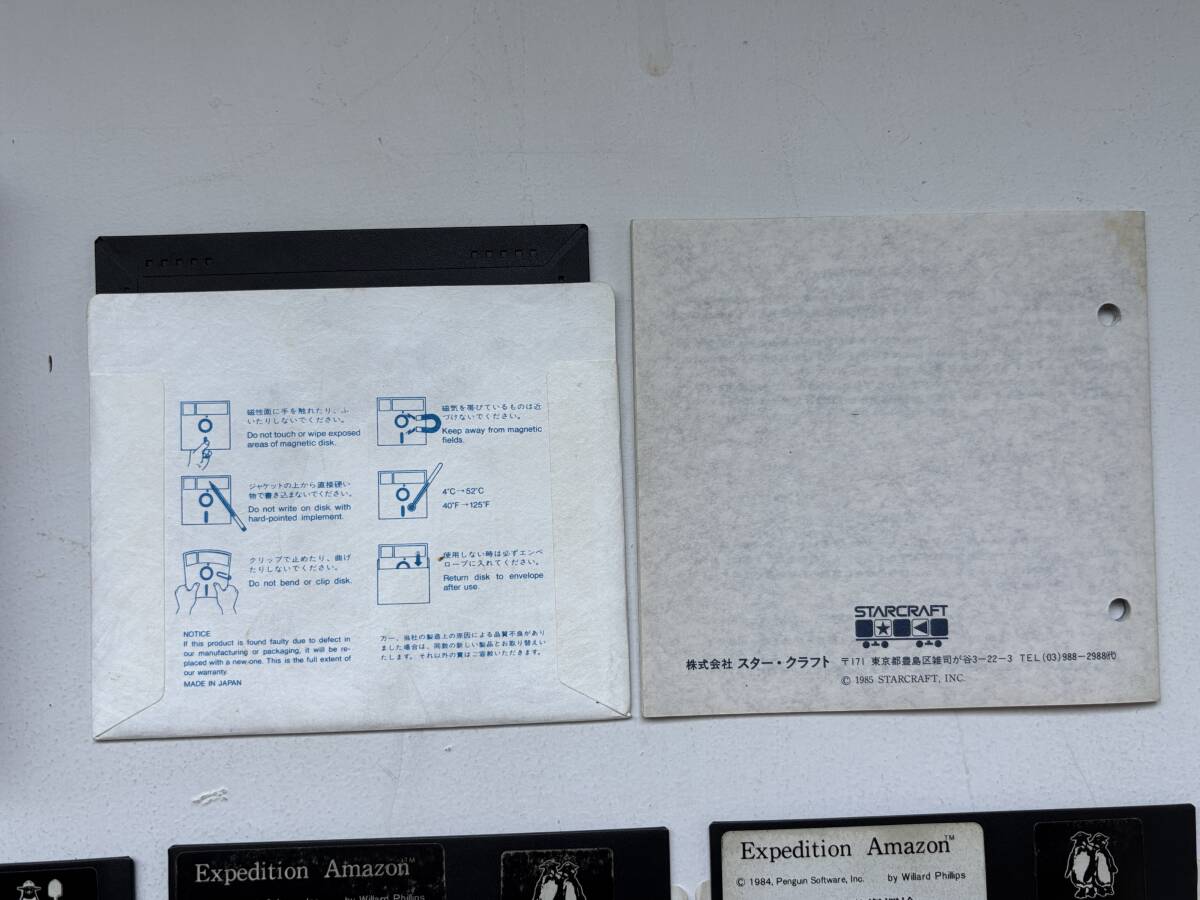 磁性面に手を触れたり、ふ
いたりしないでください。
Do not touch or wipe exposed
areas of magnetic disk.
磁気を帯びているものは近
づけないでください。
Keep away from magnetic
fields.
ジャケットの上から直接硬い
物で書き込まないでください。
Do not write on disk with
hard-pointed implement.
4°C→52°C
40°F→125°F
クリップで止めたり、曲げ
たりしないでください。
Do not bend or clip disk.
使用しない時は必ずエンベ
ロープに入れてください。
Return disk to envelope
after use.
NOTICE
If this product is found faulty due to defect in
our manufacturing or packaging, it will be re-
placed with a new one. This is the full extent of
our warranty.
MADE IN JAPAN
万一、当社の製造上の原因による品質不良があり
ました場合は、同数の新しい製品とお取り替えい
たします。それ以外の責はご容赦いただきます。
STARCRAFT
株式会社 スター・クラフト 〒171 東京都豊島区雑司が谷3-22-3 TEL(03)988-2988㈹
© 1985 STARCRAFT, INC.
Expedition Amazon™
by Willard Phillips
Expedition Amazon™
© 1984, Pengun Software, Inc. by Willard Phillips